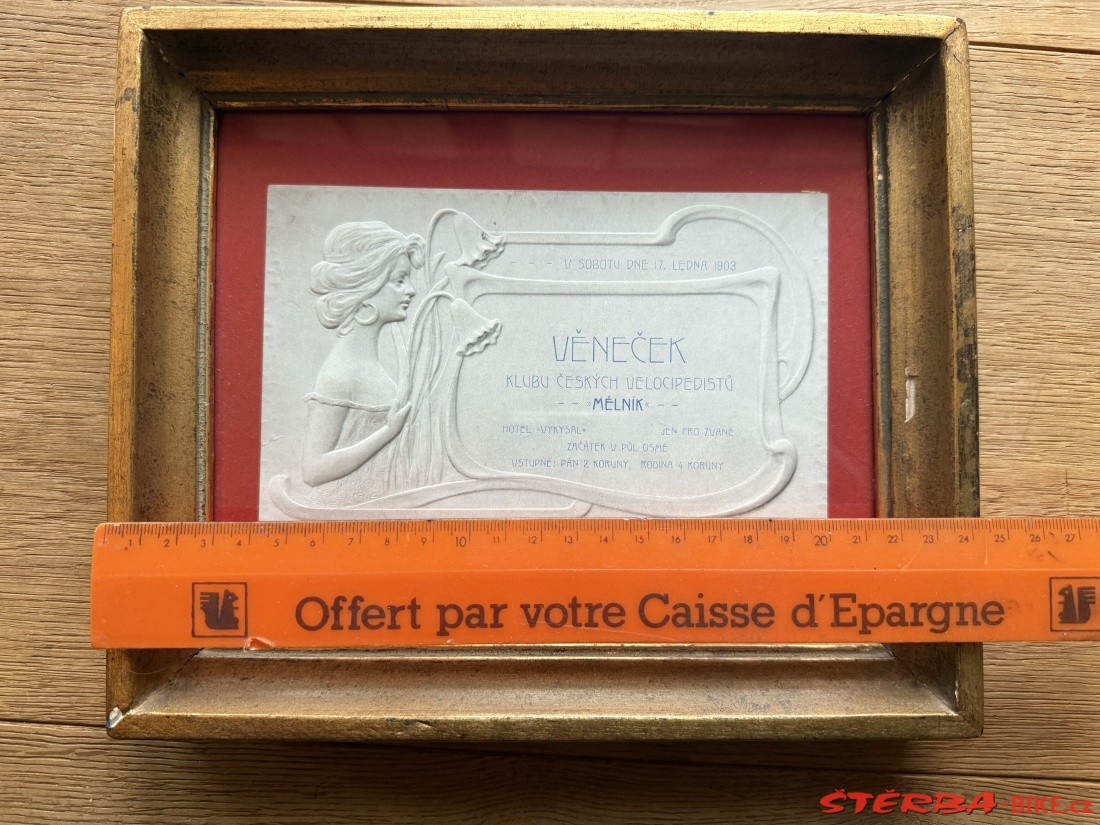 - - - V SOBOTU DNE 17. LEDNA 1903
VĚNEČEK
KLUBU ČESKÝCH VELOCIPEDISTŮ
- - »MĚLNÍK« - -
HOTEL »VYKYSAL« JEN PRO ZVANÉ
ZAČÁTEK V PŮL OSMÉ
VSTUPNÉ: PÁN 2 KORUNY, RODINA 4 KORUNY
1 2 3 4 5 6 7 8 9 10 11 12 13 14 15 16 17 18 19 20 21 22 23 24 25 26 27
Offert par votre Caisse d'Epargne
ŠTĚRBA-BIKE.cz